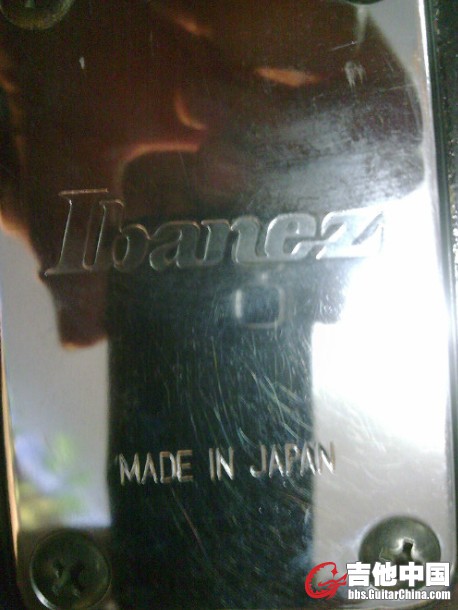 Ibanez
MADE IN JAPAN
吉他中国
bbs.GuitarChina.com